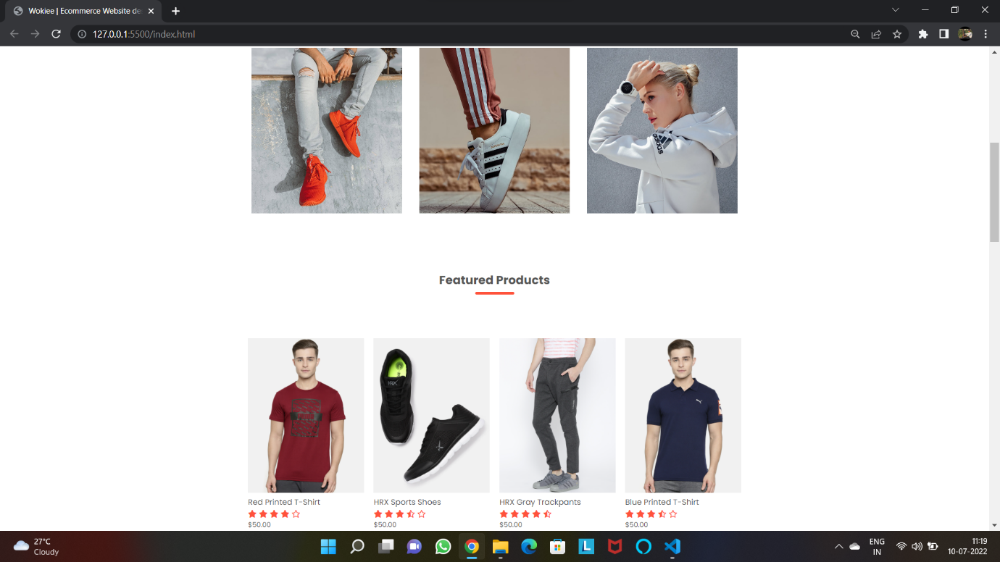 Wokiee | Ecommerce Website de
127.0.0.1:5500/index.html
adidas
Featured Products
HRX
Red Printed T-Shirt
HRX Sports Shoes
HRX Gray Trackpants
Blue Printed T-Shirt
$50.00
$50.00
$50.00
$50.00
27°C
Cloudy
L
ENG
IN
11:19
10-07-2022